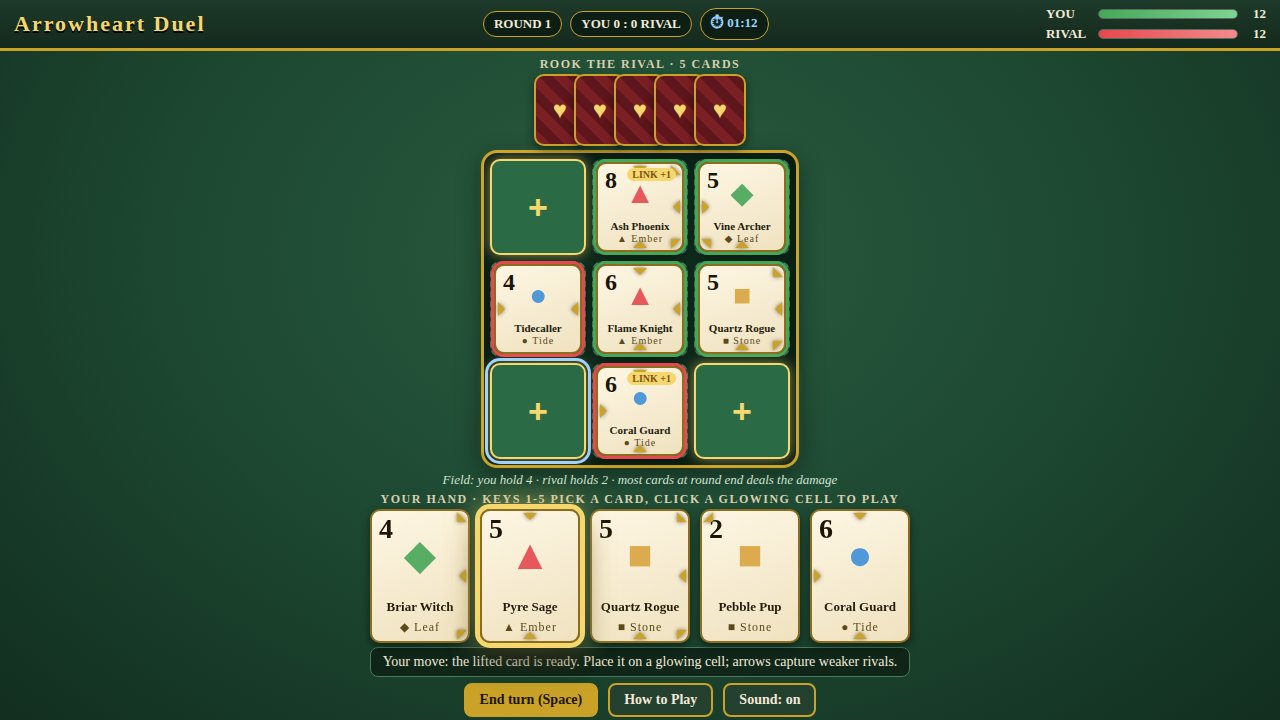 Arrowheart Duel
ROUND 1
YOU 0 : 0 RIVAL
⏱ 01:12
YOU 12
RIVAL 12
ROOK THE RIVAL · 5 CARDS
+
8
LINK +1
Ash Phoenix
▲ Ember
5
Vine Archer
◆ Leaf
4
Tidecaller
● Tide
6
Flame Knight
▲ Ember
5
Quartz Rogue
■ Stone
+
6
LINK +1
Coral Guard
● Tide
+
Field: you hold 4 · rival holds 2 · most cards at round end deals the damage
YOUR HAND · KEYS 1-5 PICK A CARD, CLICK A GLOWING CELL TO PLAY
4
Briar Witch
◆ Leaf
5
Pyre Sage
▲ Ember
5
Quartz Rogue
■ Stone
2
Pebble Pup
■ Stone
6
Coral Guard
● Tide
Your move: the lifted card is ready. Place it on a glowing cell; arrows capture weaker rivals.
End turn (Space)
How to Play
Sound: on